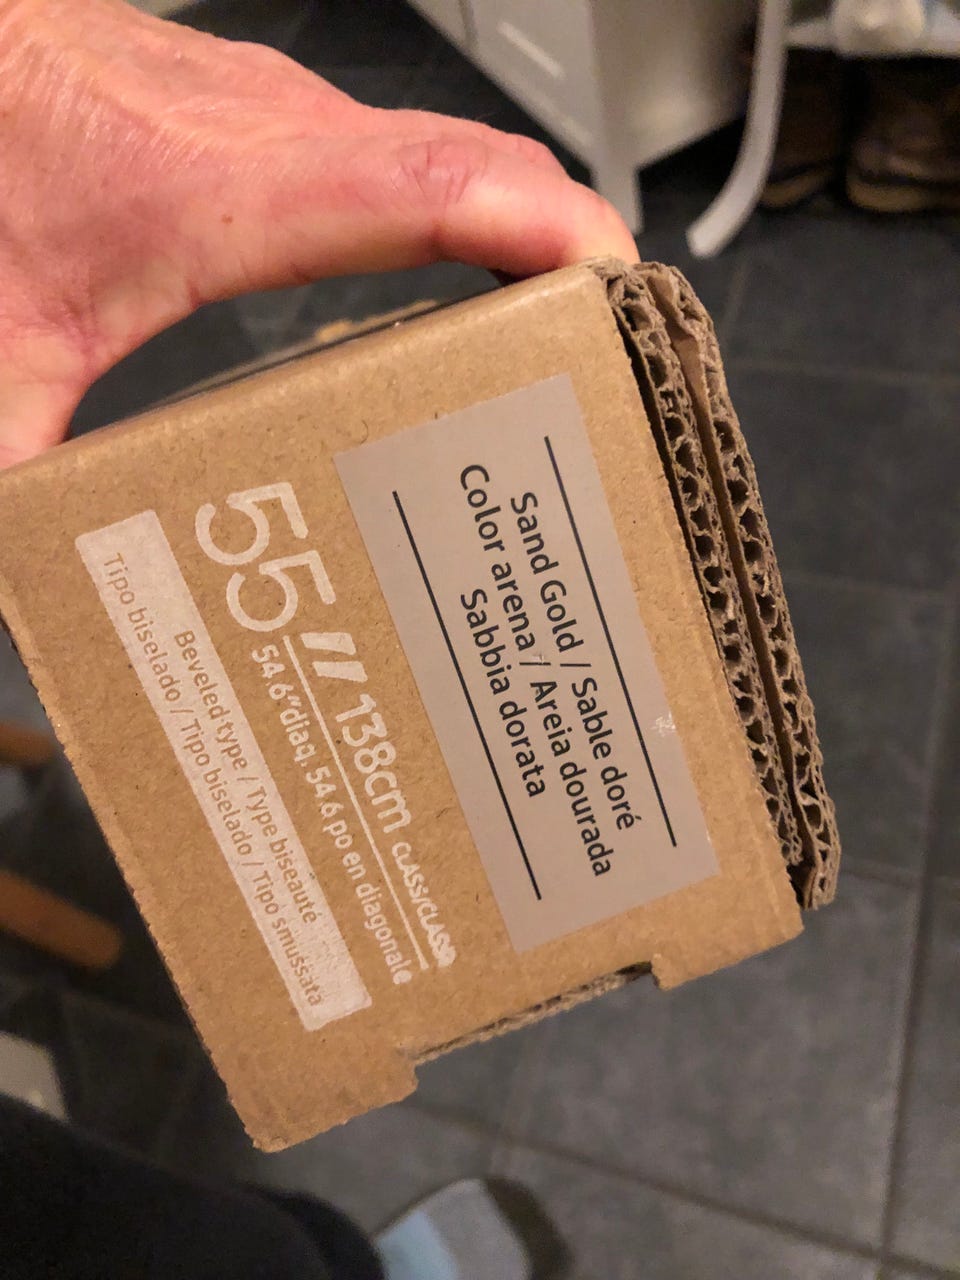 Sand Gold / Sable doré
Color arena / Areia dourada
Sabbia dorata
55″ 138cm CLASS/CLASSE
54.6"diag. 54,6 po en diagonale
Beveled type / Type biseauté
Tipo biselado / Tipo biselado / Tipo smussata